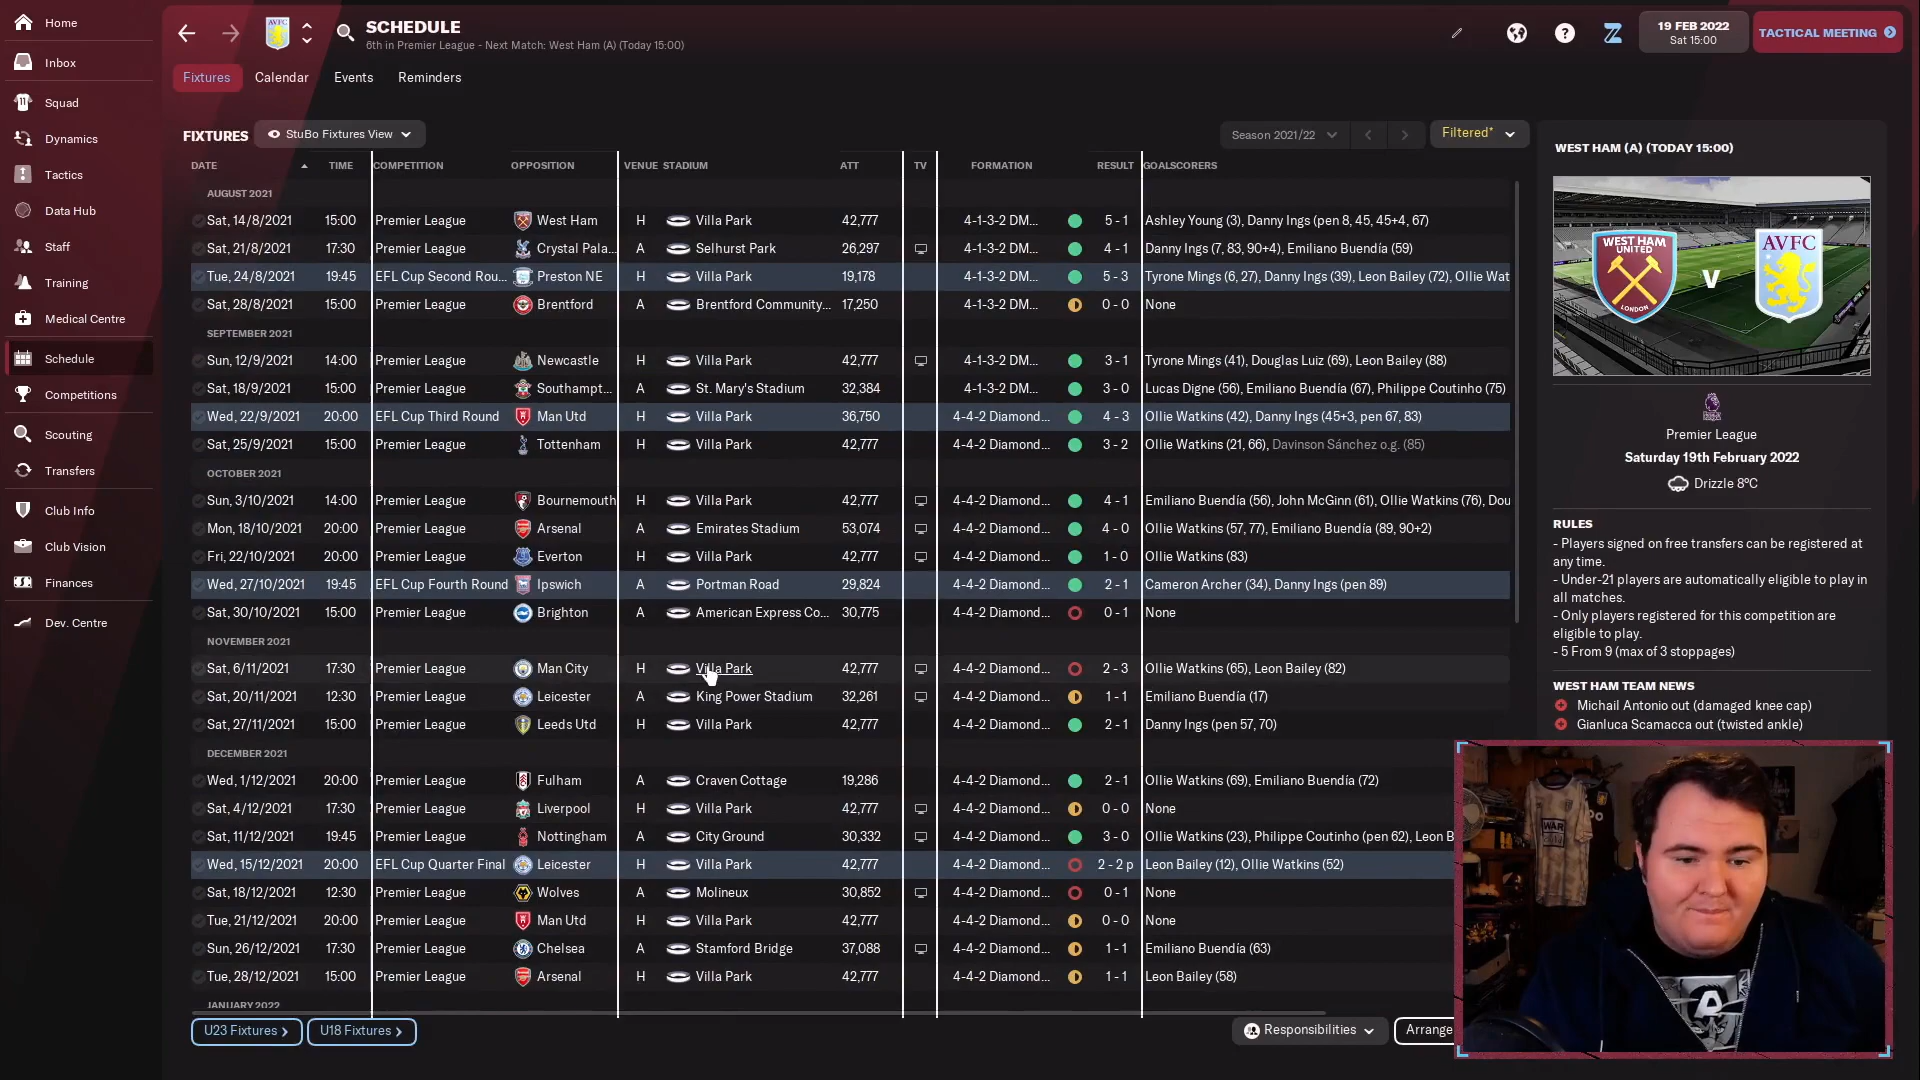 Home
Inbox
Squad
Dynamics
Tactics
Data Hub
Staff
Training
Medical Centre
Schedule
Competitions
Scouting
Transfers
Club Info
Club Vision
Finances
Dev. Centre
AVFC
SCHEDULE
6th in Premier League - Next Match: West Ham (A) (Today 15:00)
19 FEB 2022
Sat 15:00
TACTICAL MEETING
Fixtures Calendar Events Reminders
FIXTURES StuBo Fixtures View Season 2021/22 Filtered*
DATE TIME COMPETITION OPPOSITION VENUE STADIUM ATT TV FORMATION RESULT GOALSCORERS
AUGUST 2021
Sat, 14/8/2021 15:00 Premier League West Ham H Villa Park 42,777 4-1-3-2 DM... 5 - 1 Ashley Young (3), Danny Ings (pen 8, 45, 45+4, 67)
Sat, 21/8/2021 17:30 Premier League Crystal Pala... A Selhurst Park 26,297 4-1-3-2 DM... 4 - 1 Danny Ings (7, 83, 90+4), Emiliano Buendía (59)
Tue, 24/8/2021 19:45 EFL Cup Second Rou... Preston NE H Villa Park 19,178 4-1-3-2 DM... 5 - 3 Tyrone Mings (6, 27), Danny Ings (39), Leon Bailey (72), Ollie Wat
Sat, 28/8/2021 15:00 Premier League Brentford A Brentford Community... 17,250 4-1-3-2 DM... 0 - 0 None
SEPTEMBER 2021
Sun, 12/9/2021 14:00 Premier League Newcastle H Villa Park 42,777 4-1-3-2 DM... 3 - 1 Tyrone Mings (41), Douglas Luiz (69), Leon Bailey (88)
Sat, 18/9/2021 15:00 Premier League Southampt... A St. Mary's Stadium 32,384 4-1-3-2 DM... 3 - 0 Lucas Digne (56), Emiliano Buendía (67), Philippe Coutinho (75)
Wed, 22/9/2021 20:00 EFL Cup Third Round Man Utd H Villa Park 36,750 4-4-2 Diamond... 4 - 3 Ollie Watkins (42), Danny Ings (45+3, pen 67, 83)
Sat, 25/9/2021 15:00 Premier League Tottenham H Villa Park 42,777 4-4-2 Diamond... 3 - 2 Ollie Watkins (21, 66), Davinson Sánchez o.g. (85)
OCTOBER 2021
Sun, 3/10/2021 14:00 Premier League Bournemouth H Villa Park 42,777 4-4-2 Diamond... 4 - 1 Emiliano Buendía (56), John McGinn (61), Ollie Watkins (76), Dou
Mon, 18/10/2021 20:00 Premier League Arsenal A Emirates Stadium 53,074 4-4-2 Diamond... 4 - 0 Ollie Watkins (57, 77), Emiliano Buendía (89, 90+2)
Fri, 22/10/2021 20:00 Premier League Everton H Villa Park 42,777 4-4-2 Diamond... 1 - 0 Ollie Watkins (83)
Wed, 27/10/2021 19:45 EFL Cup Fourth Round Ipswich A Portman Road 29,824 4-4-2 Diamond... 2 - 1 Cameron Archer (34), Danny Ings (pen 89)
Sat, 30/10/2021 15:00 Premier League Brighton A American Express Co... 30,775 4-4-2 Diamond... 0 - 1 None
NOVEMBER 2021
Sat, 6/11/2021 17:30 Premier League Man City H Villa Park 42,777 4-4-2 Diamond... 2 - 3 Ollie Watkins (65), Leon Bailey (82)
Sat, 20/11/2021 12:30 Premier League Leicester A King Power Stadium 32,261 4-4-2 Diamond... 1 - 1 Emiliano Buendía (17)
Sat, 27/11/2021 15:00 Premier League Leeds Utd H Villa Park 42,777 4-4-2 Diamond... 2 - 1 Danny Ings (pen 57, 70)
DECEMBER 2021
Wed, 1/12/2021 20:00 Premier League Fulham A Craven Cottage 19,286 4-4-2 Diamond... 2 - 1 Ollie Watkins (69), Emiliano Buendía (72)
Sat, 4/12/2021 17:30 Premier League Liverpool H Villa Park 42,777 4-4-2 Diamond... 0 - 0 None
Sat, 11/12/2021 19:45 Premier League Nottingham A City Ground 30,332 4-4-2 Diamond... 3 - 0 Ollie Watkins (23), Philippe Coutinho (pen 62), Leon B
Wed, 15/12/2021 20:00 EFL Cup Quarter Final Leicester H Villa Park 42,777 4-4-2 Diamond... 2 - 2 p Leon Bailey (12), Ollie Watkins (52)
Sat, 18/12/2021 12:30 Premier League Wolves A Molineux 30,852 4-4-2 Diamond... 0 - 1 None
Tue, 21/12/2021 20:00 Premier League Man Utd H Villa Park 42,777 4-4-2 Diamond... 0 - 0 None
Sun, 26/12/2021 17:30 Premier League Chelsea A Stamford Bridge 37,088 4-4-2 Diamond... 1 - 1 Emiliano Buendía (63)
Tue, 28/12/2021 15:00 Premier League Arsenal H Villa Park 42,777 4-4-2 Diamond... 1 - 1 Leon Bailey (58)
JANUARY 2022
U23 Fixtures U18 Fixtures Responsibilities Arrange
WEST HAM (A) (TODAY 15:00)
WEST HAM
UNITED
LONDON
V
AVFC
Premier League
Saturday 19th February 2022
Drizzle 8ºC
RULES
- Players signed on free transfers can be registered at
any time.
- Under-21 players are automatically eligible to play in
all matches.
- Only players registered for this competition are
eligible to play.
- 5 From 9 (max of 3 stoppages)
WEST HAM TEAM NEWS
Michail Antonio out (damaged knee cap)
Gianluca Scamacca out (twisted ankle)
WAR